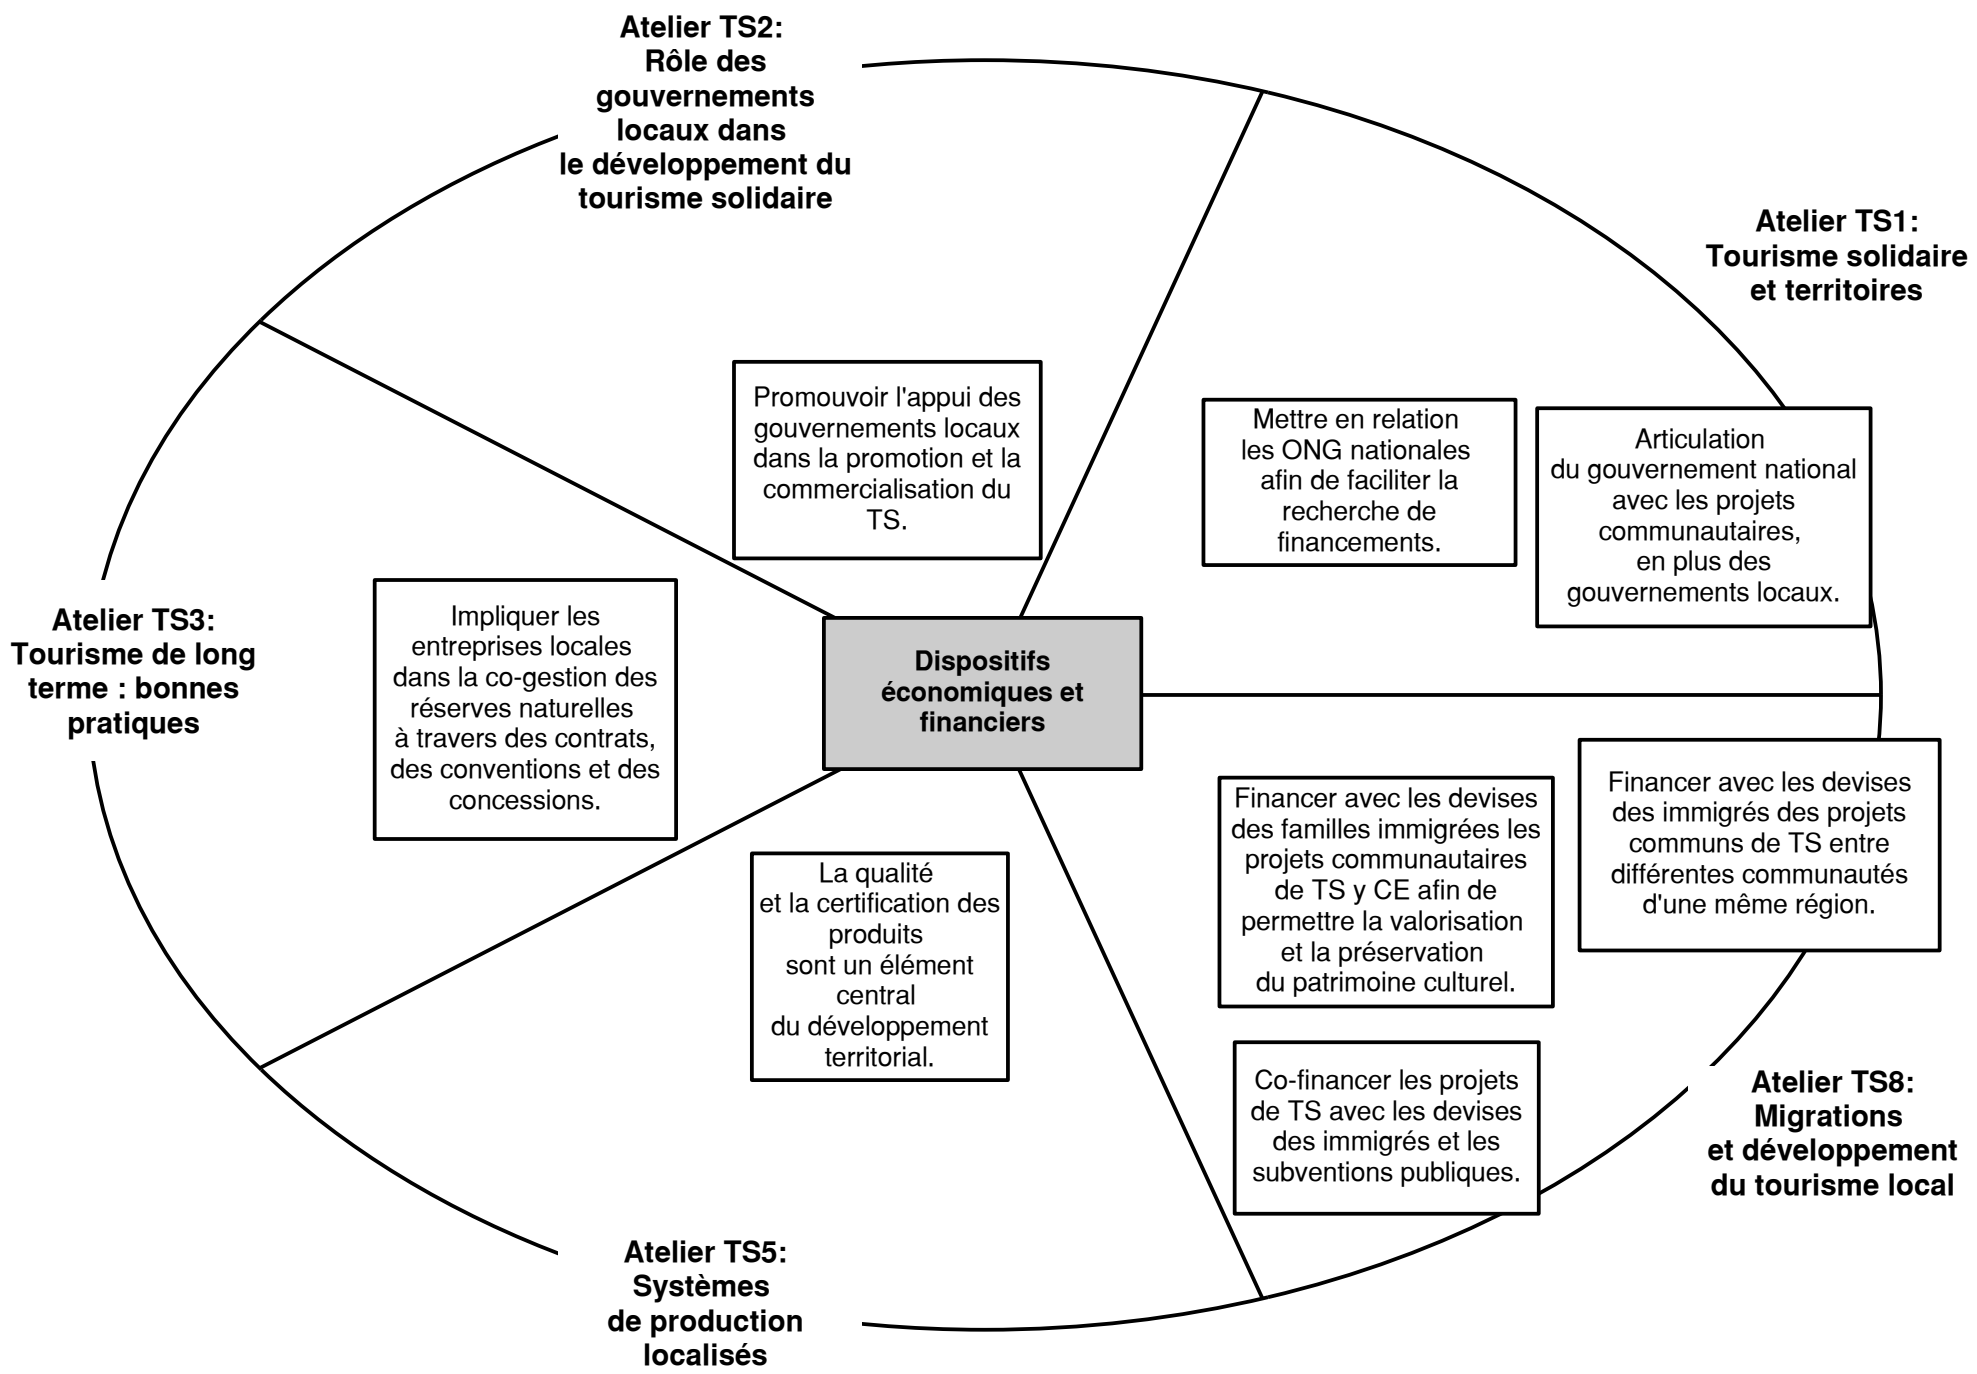 Atelier TS2:
Rôle des
gouvernements
locaux dans
le développement du
tourisme solidaire
Atelier TS1:
Tourisme solidaire
et territoires
Promouvoir l'appui des
gouvernements locaux
dans la promotion et la
commercialisation du
TS.
Mettre en relation
les ONG nationales
afin de faciliter la
recherche de
financements.
Articulation
du gouvernement national
avec les projets
communautaires,
en plus des
gouvernements locaux.
Atelier TS3:
Tourisme de long
terme : bonnes
pratiques
Impliquer les
entreprises locales
dans la co-gestion des
réserves naturelles
à travers des contrats,
des conventions et des
concessions.
Dispositifs
économiques et
financiers
La qualité
et la certification des
produits
sont un élément
central
du développement
territorial.
Financer avec les devises
des familles immigrées les
projets communautaires
de TS y CE afin de
permettre la valorisation
et la préservation
du patrimoine culturel.
Financer avec les devises
des immigrés des projets
communs de TS entre
différentes communautés
d'une même région.
Co-financer les projets
de TS avec les devises
des immigrés et les
subventions publiques.
Atelier TS8:
Migrations
et développement
du tourisme local
Atelier TS5:
Systèmes
de production
localisés